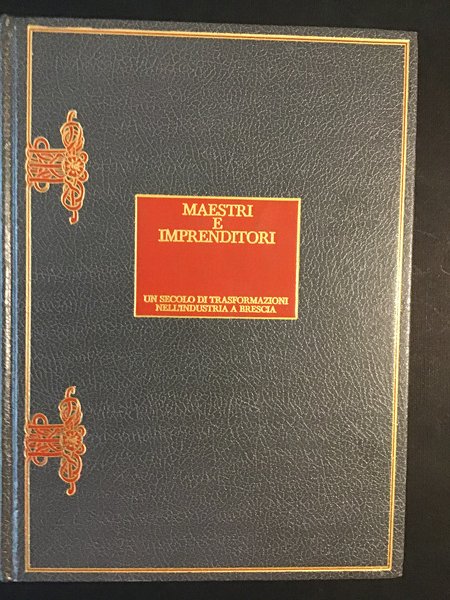 MAESTRI
E
IMPRENDITORI
UN SECOLO DI TRASFORMAZIONI
NELL'INDUSTRIA A BRESCIA